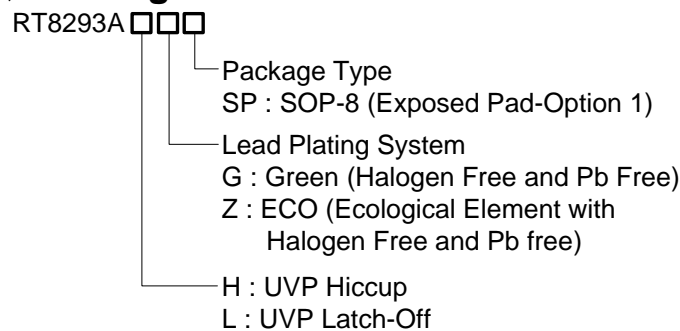 RT8293A
Package Type
SP : SOP-8 (Exposed Pad-Option 1)
Lead Plating System
G : Green (Halogen Free and Pb Free)
Z : ECO (Ecological Element with
Halogen Free and Pb free)
H : UVP Hiccup
L : UVP Latch-Off